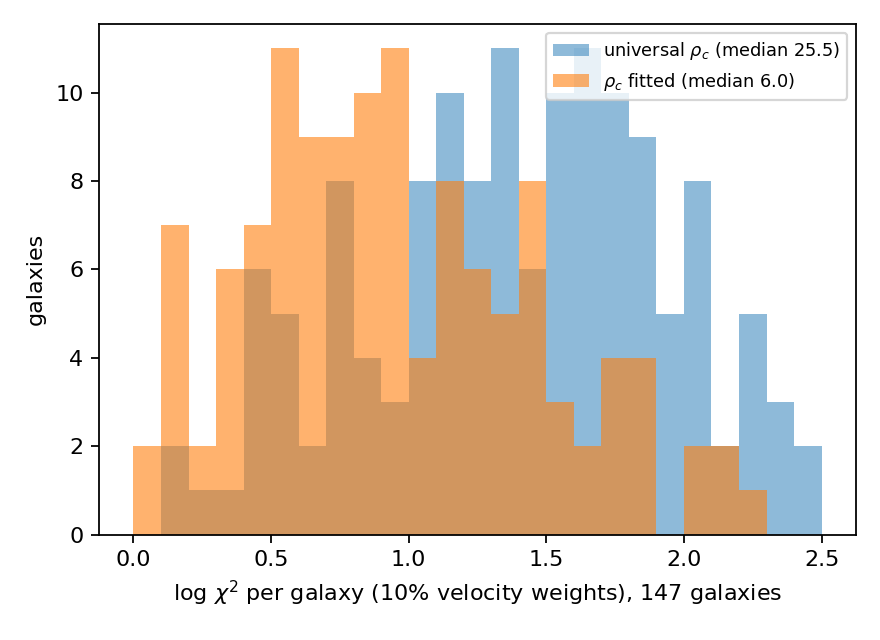 universal ρc (median 25.5)
ρc fitted (median 6.0)
galaxies
10
8
6
4
2
0
0.0 0.5 1.0 1.5 2.0 2.5
log χ² per galaxy (10% velocity weights), 147 galaxies